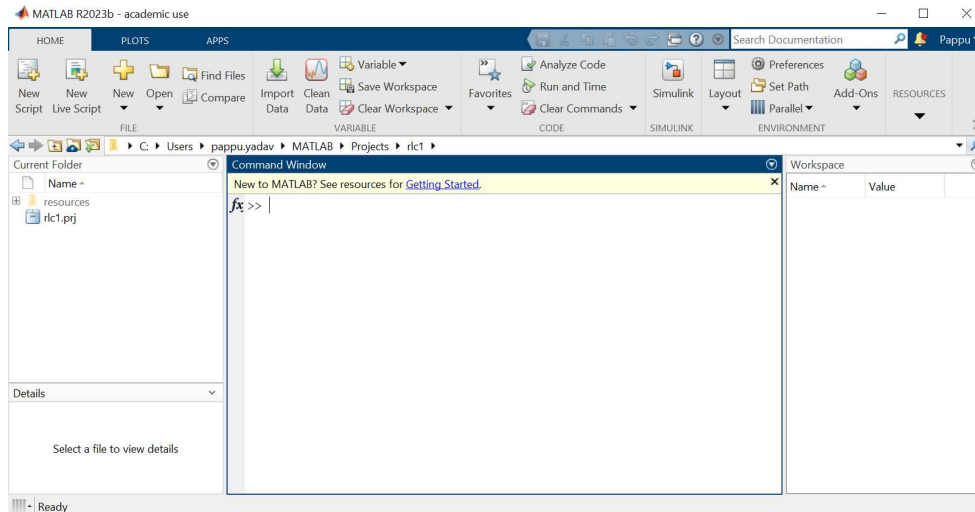 MATLAB R2023b - academic use
HOME PLOTS APPS
Search Documentation
Pappu
New Script
New Live Script
New
Open
Find Files
Compare
FILE
Import Data
Clean Data
Variable
Save Workspace
Clear Workspace
VARIABLE
Favorites
Analyze Code
Run and Time
Clear Commands
CODE
Simulink
SIMULINK
Layout
Preferences
Set Path
Parallel
Add-Ons
ENVIRONMENT
RESOURCES
C: Users pappu.yadav MATLAB Projects rlc1
Current Folder
Name
resources
rlc1.prj
Details
Select a file to view details
Command Window
New to MATLAB? See resources for Getting Started.
fx >>
Workspace
Name Value
Ready